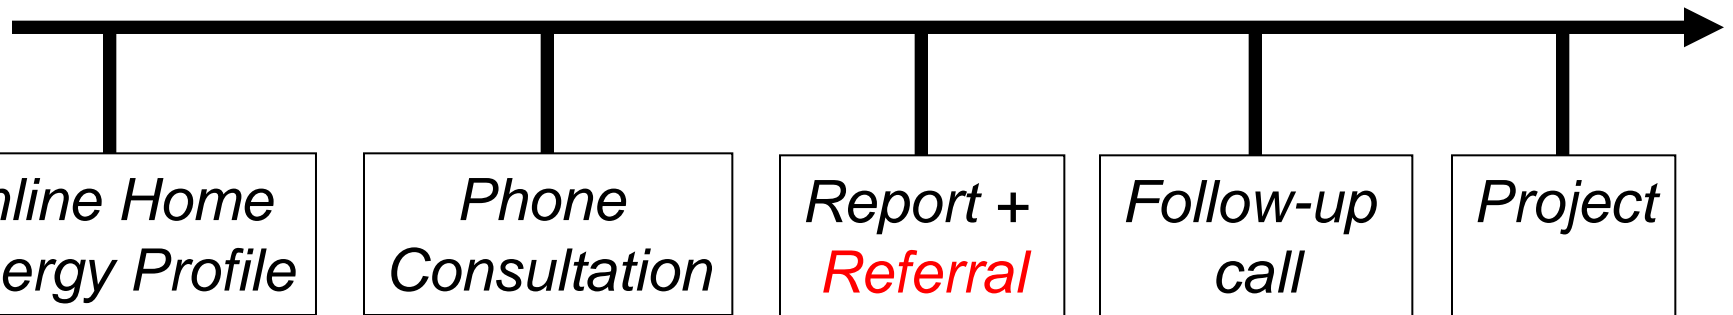 nline Home
ergy Profile
Phone
Consultation
Report +
Referral
Follow-up
call
Project